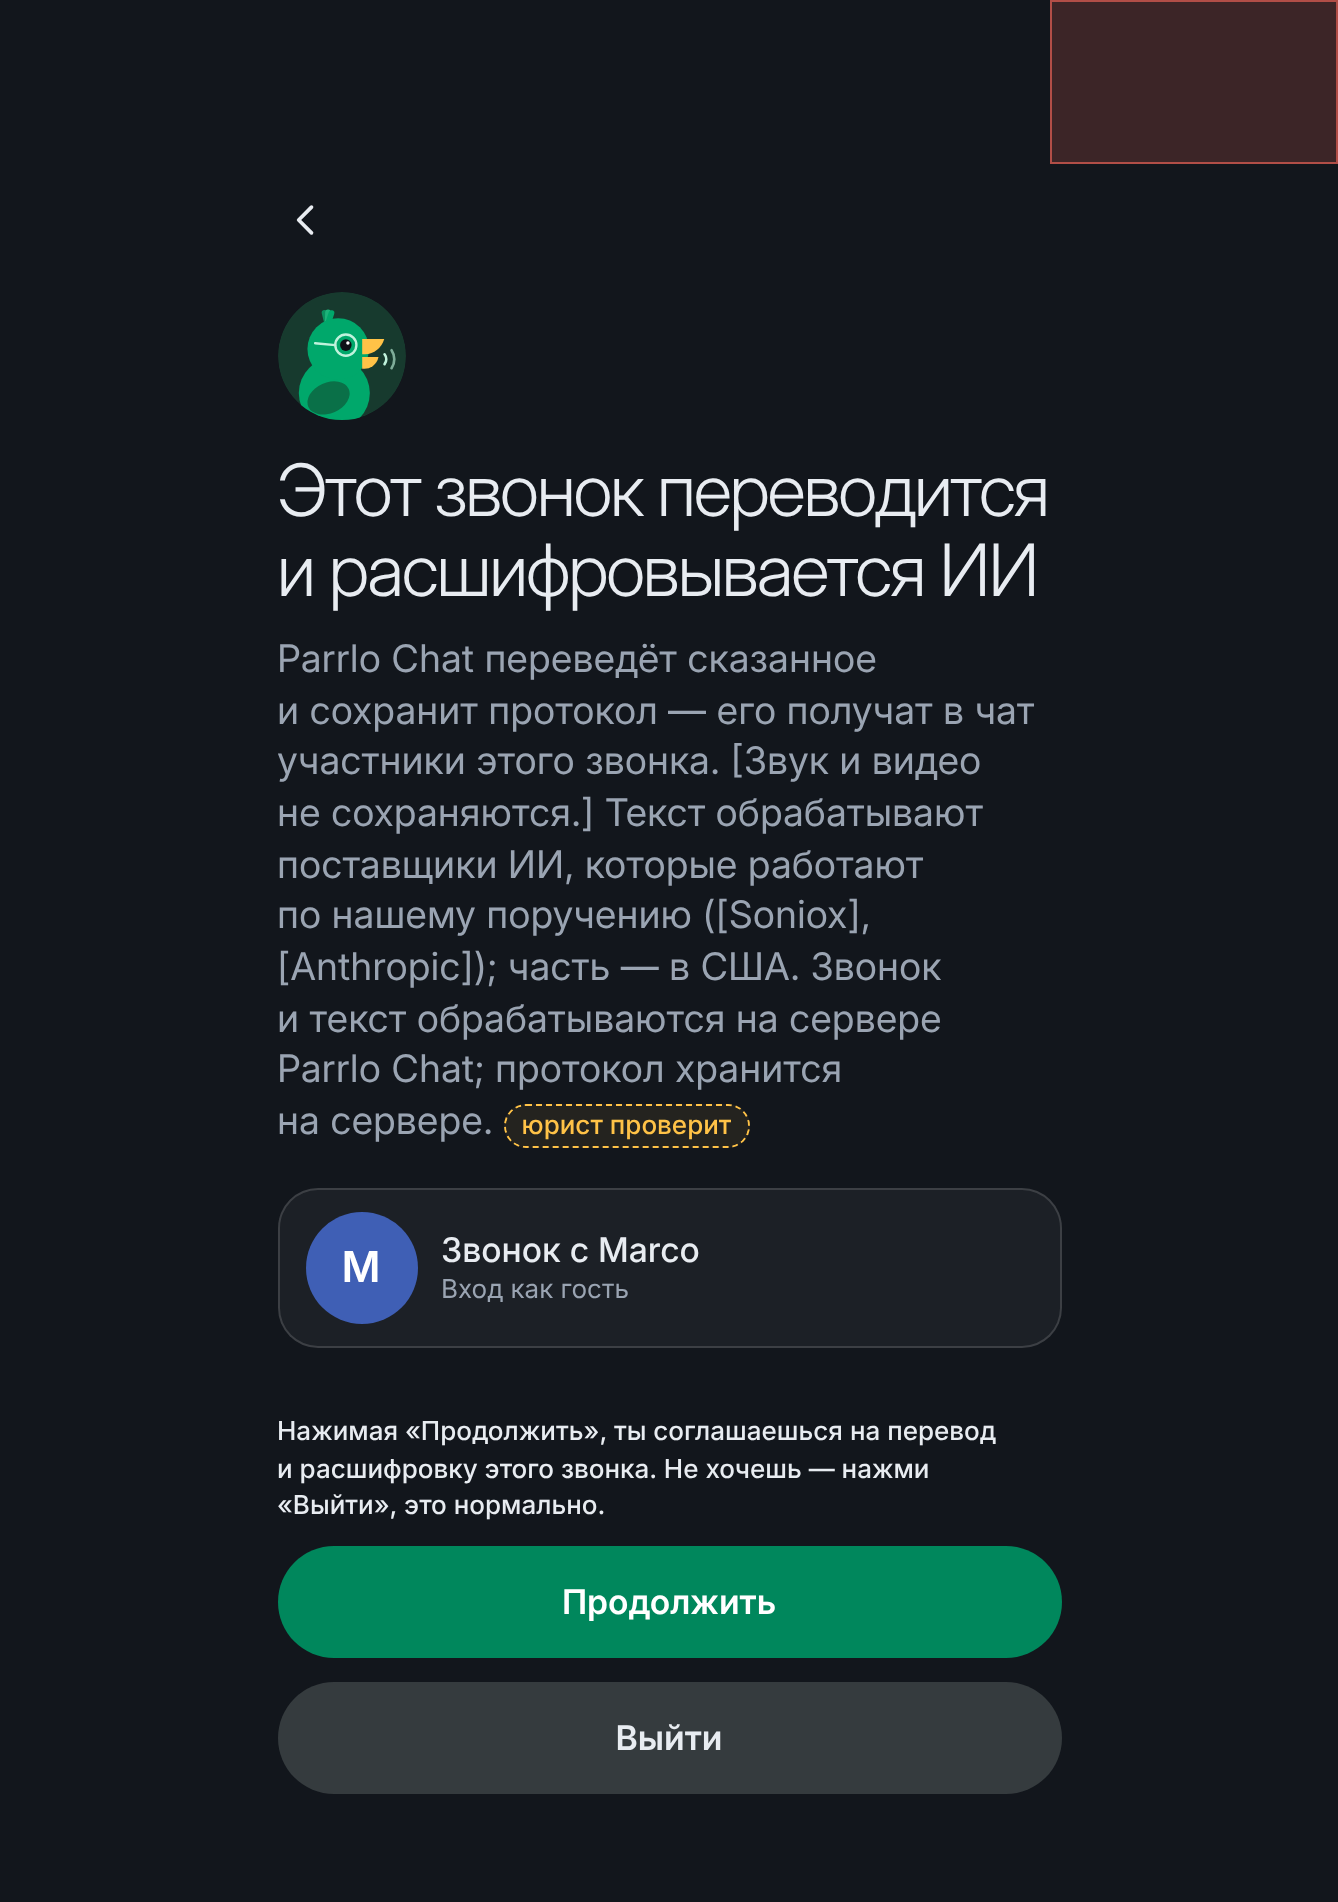 Этот звонок переводится
и расшифровывается ИИ
Parrlo Chat переведёт сказанное
и сохранит протокол — его получат в чат
участники этого звонка. [Звук и видео
не сохраняются.] Текст обрабатывают
поставщики ИИ, которые работают
по нашему поручению ([Soniox],
[Anthropic]); часть — в США. Звонок
и текст обрабатываются на сервере
Parrlo Chat; протокол хранится
на сервере. юрист проверит
M
Звонок с Marco
Вход как гость
Нажимая «Продолжить», ты соглашаешься на перевод
и расшифровку этого звонка. Не хочешь — нажми
«Выйти», это нормально.
Продолжить
Выйти